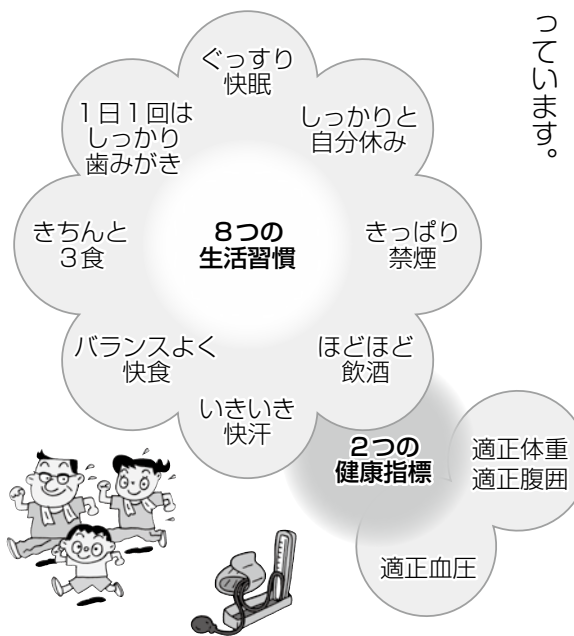 っています。
ぐっすり
快眠
しっかりと
自分休み
きっぱり
禁煙
ほどほど
飲酒
いきいき
快汗
バランスよく
快食
きちんと
３食
１日１回は
しっかり
歯みがき
８つの
生活習慣
２つの
健康指標
適正体重
適正腹囲
適正血圧